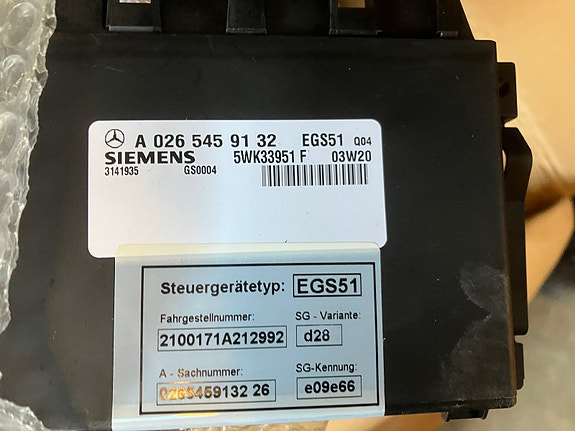 A 026 545 91 32 EGS51 Q04
SIEMENS 5WK33951 F 03W20
3141935 GS0004
Steuergerätetyp: EGS51
Fahrgestellnummer: SG - Variante:
2100171A212992 d28
A - Sachnummer: SG-Kennung:
0265459132 26 e09e66